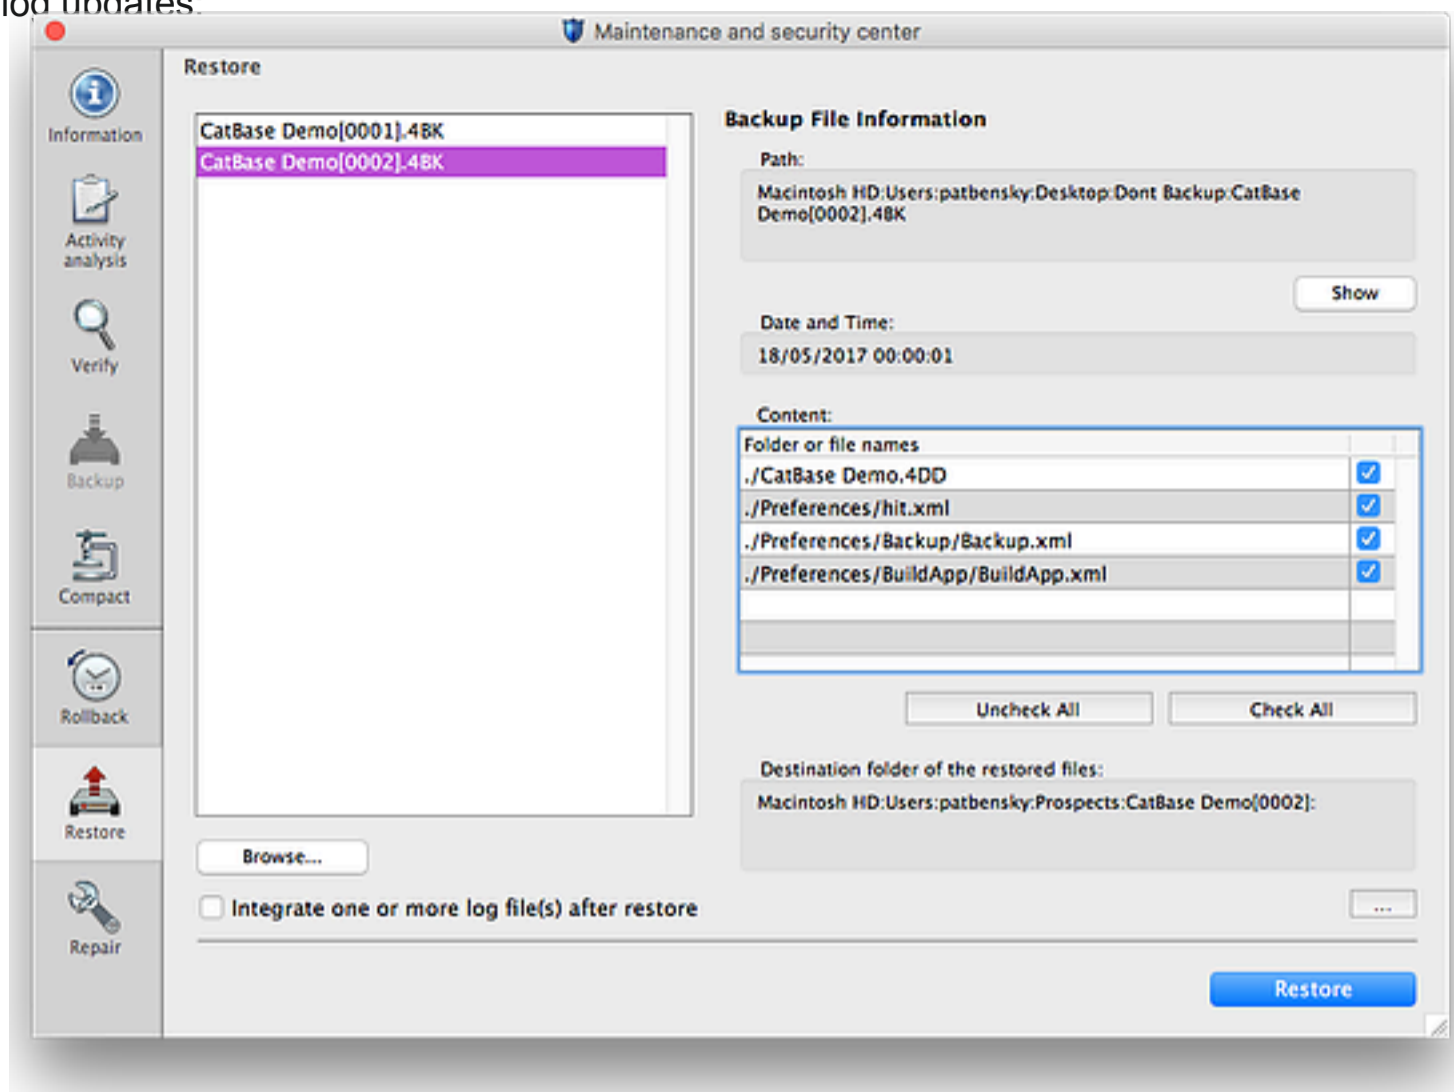 log updates.
Maintenance and security center
Information
Activity
analysis
Verify
Backup
Compact
Rollback
Restore
Repair
Restore
CatBase Demo[0001].4BK
CatBase Demo[0002].4BK
Browse...
Integrate one or more log file(s) after restore
Backup File Information
Path:
Macintosh HD:Users:patbensky:Desktop:Dont Backup:CatBase
Demo[0002].4BK
Show
Date and Time:
18/05/2017 00:00:01
Content:
Folder or file names
./CatBase Demo.4DD
./Preferences/hit.xml
./Preferences/Backup/Backup.xml
./Preferences/BuildApp/BuildApp.xml
Uncheck All
Check All
Destination folder of the restored files:
Macintosh HD:Users:patbensky:Prospects:CatBase Demo[0002]:
...
Restore